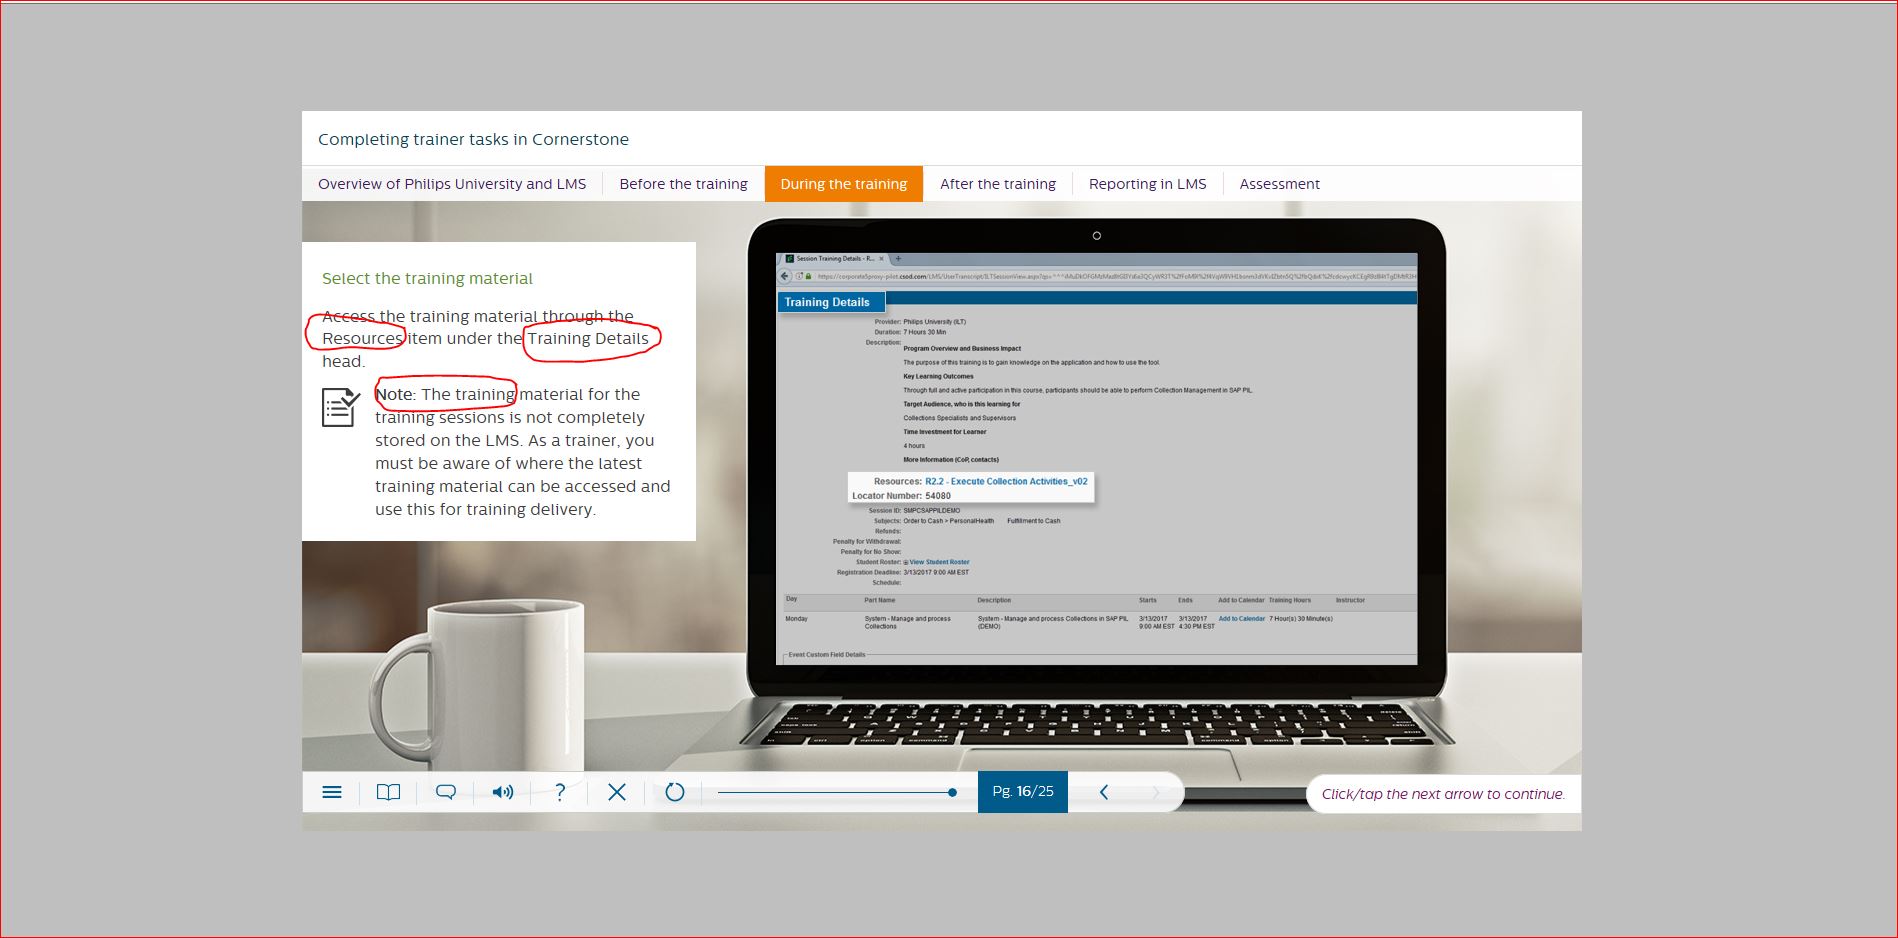 Completing trainer tasks in Cornerstone
Overview of Philips University and LMS Before the training During the training After the training Reporting in LMS Assessment
Select the training material
Access the training material through the
Resources item under the Training Details
head.
Note: The training material for the
training sessions is not completely
stored on the LMS. As a trainer, you
must be aware of where the latest
training material can be accessed and
use this for training delivery.
Session Training Details - R...
Training Details
Provider: Philips University (ILT)
Duration: 7 Hours 30 Min
Description:
Program Overview and Business Impact
The purpose of this training is to gain knowledge on the application and how to use the tool.
Key Learning Outcomes
Through full and active participation in this course, participants should be able to perform Collection Management in SAP PIL.
Target Audience, who is this learning for
Collections Specialists and Supervisors
Time Investment for Learner
4 hours
More Information (CoP, contacts)
Resources: R2.2 - Execute Collection Activities_v02
Locator Number: 54080
Session ID: SMPCSAPPILDEMO
Subjects: Order to Cash > PersonalHealth Fulfillment to Cash
Refunds:
Penalty for Withdrawal:
Penalty for No Show:
Student Roster: View Student Roster
Registration Deadline: 3/13/2017 9:00 AM EST
Schedule:
Day Part Name Description Starts Ends Add to Calendar Training Hours Instructor
Monday System - Manage and process System - Manage and process Collections in SAP PIL 3/13/2017 3/13/2017 Add to Calendar 7 Hour(s) 30 Minute(s)
Collections (DEMO) 9:00 AM EST 4:30 PM EST
Event Custom Field Details
Pg. 16/25
Click/tap the next arrow to continue.